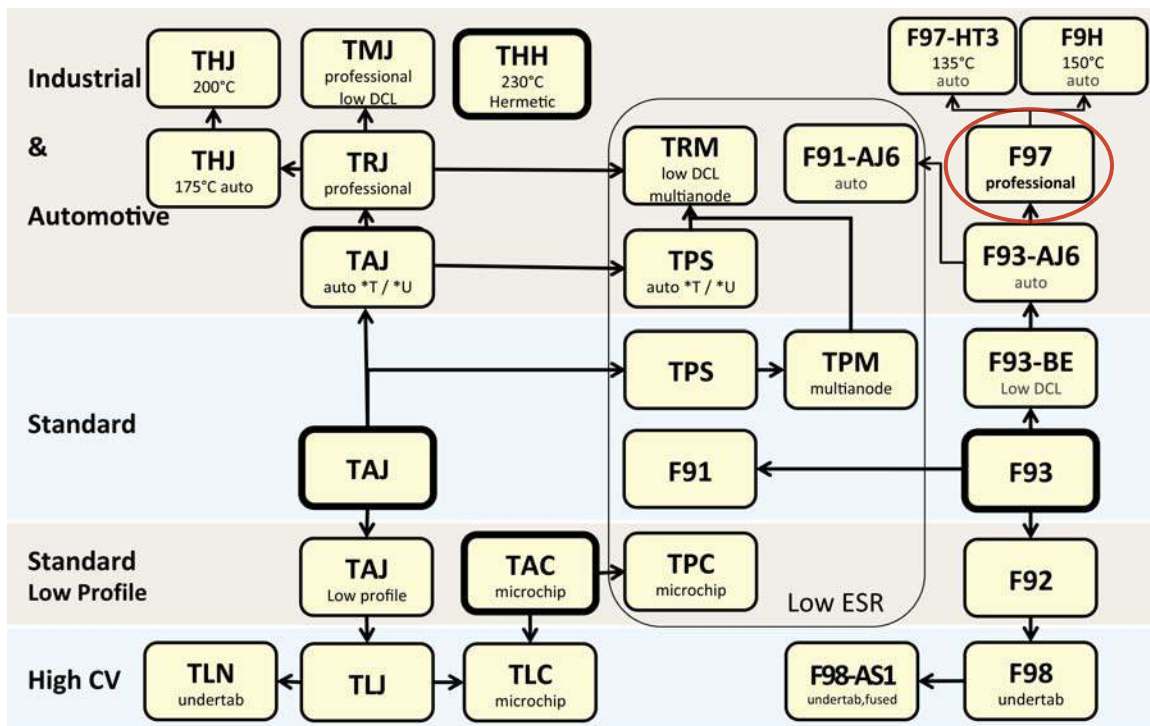 Industrial
&
Automotive
THJ
200°C
TMJ
professional
low DCL
THH
230°C
Hermetic
F97-HT3
135°C
auto
F9H
150°C
auto
THJ
175°C auto
TRJ
professional
TRM
low DCL
multianode
F91-AJ6
auto
F97
professional
TAJ
auto *T / *U
TPS
auto *T / *U
F93-AJ6
auto
Standard
TPS
TPM
multianode
F93-BE
Low DCL
TAJ
F91
F93
Standard
Low Profile
TAJ
Low profile
TAC
microchip
TPC
microchip
Low ESR
F92
High CV
TLN
undertab
TLJ
TLC
microchip
F98-AS1
undertab,fused
F98
undertab